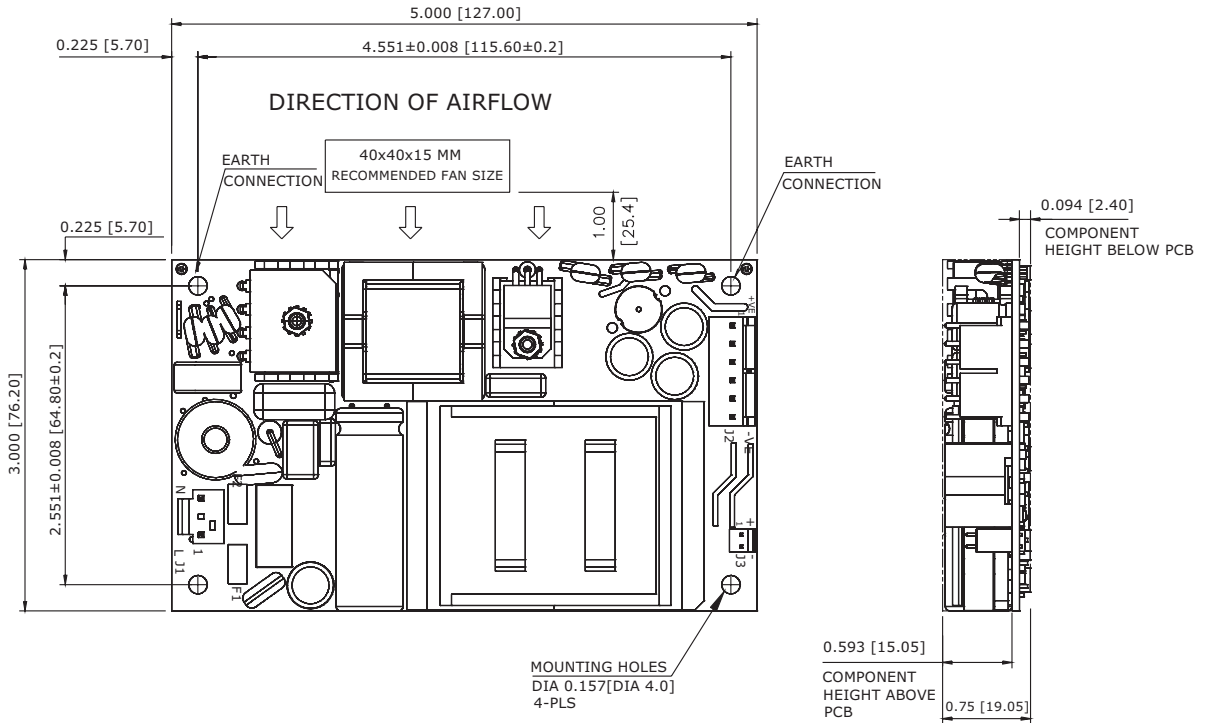 5.000 [127.00]
0.225 [5.70]
4.551±0.008 [115.60±0.2]
DIRECTION OF AIRFLOW
40x40x15 MM
RECOMMENDED FAN SIZE
EARTH
CONNECTION
EARTH
CONNECTION
1.00
[25.4]
0.225 [5.70]
0.094 [2.40]
COMPONENT
HEIGHT BELOW PCB
3.000 [76.20]
2.551±0.008 [64.80±0.2]
+VE
1
J2
-VE
F2
N
L
1
J1
F1
+
1
-
J3
MOUNTING HOLES
DIA 0.157[DIA 4.0]
4-PLS
0.593 [15.05]
COMPONENT
HEIGHT ABOVE
PCB
0.75 [19.05]